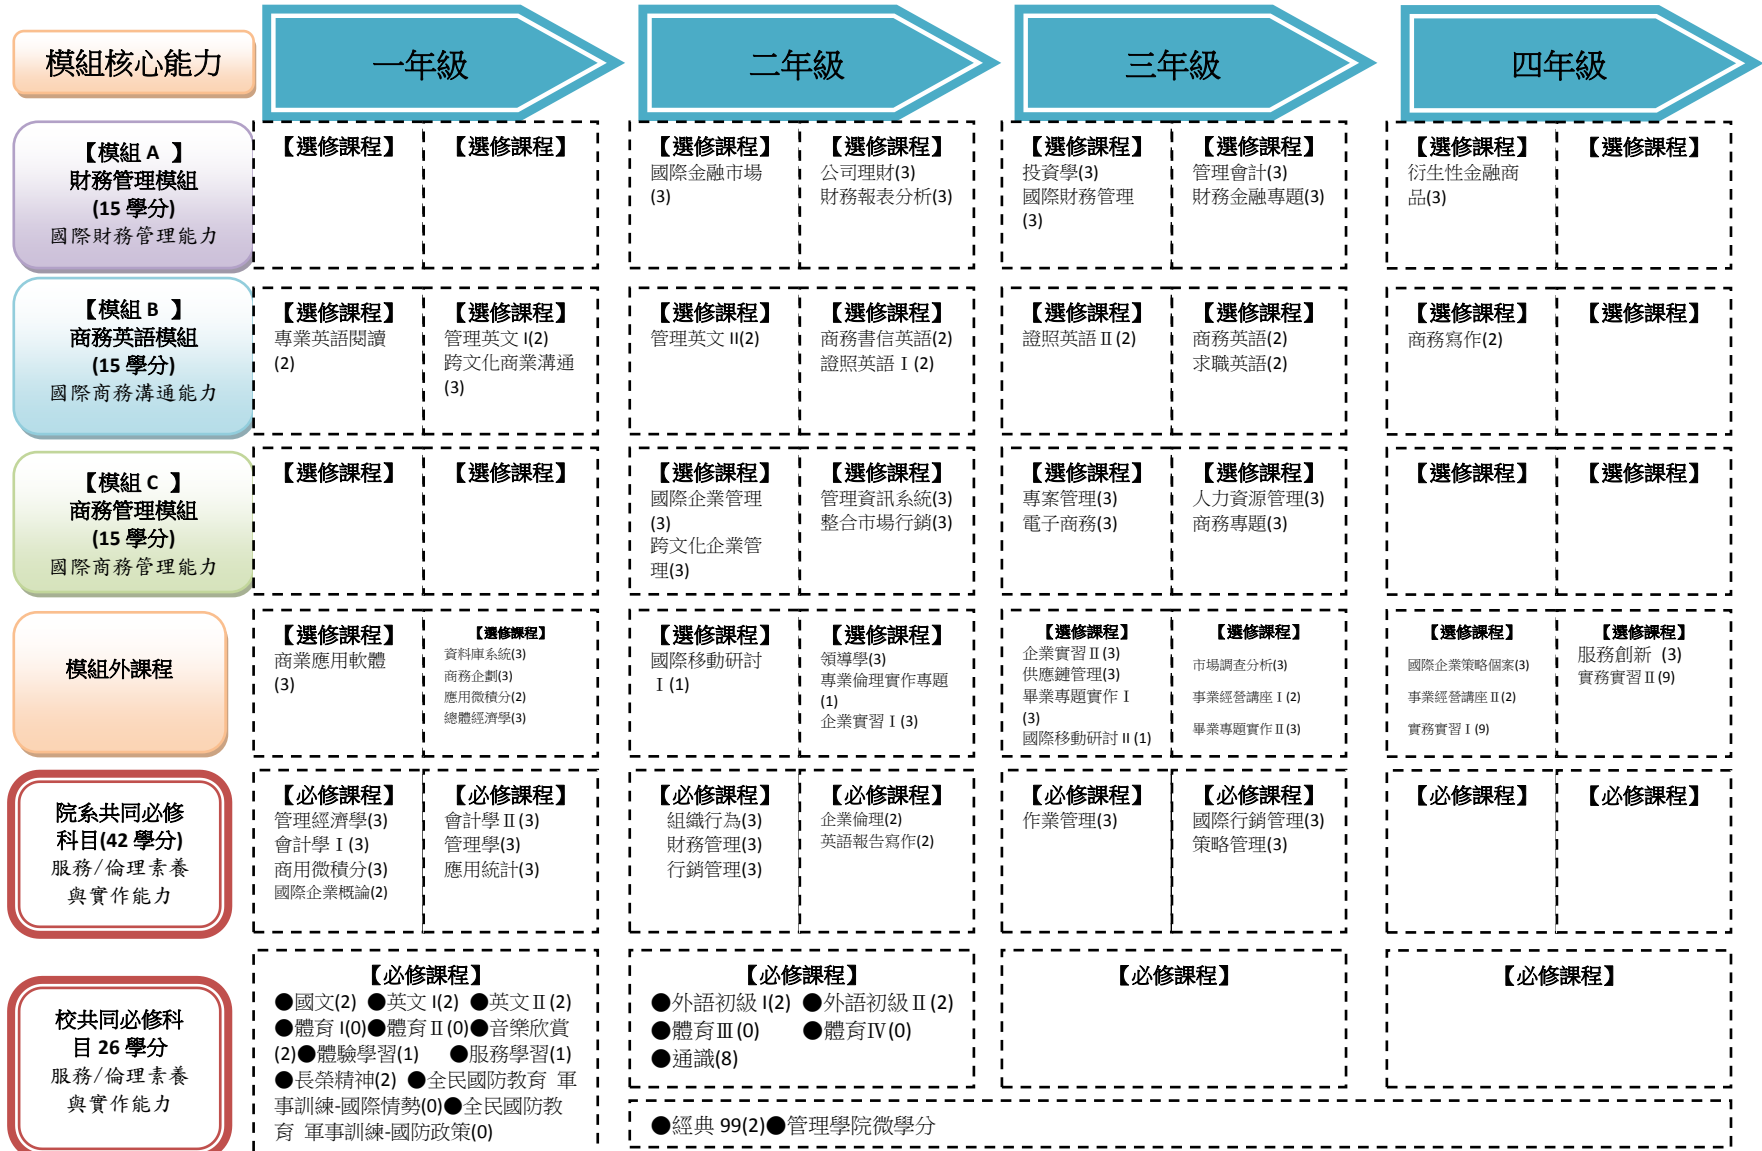 模組核心能力
一年級
二年級
三年級
四年級
【模組 A 】
財務管理模組
(15 學分)
國際財務管理能力
【選修課程】
【選修課程】
【選修課程】
國際金融市場
(3)
【選修課程】
公司理財(3)
財務報表分析(3)
【選修課程】
投資學(3)
國際財務管理
(3)
【選修課程】
管理會計(3)
財務金融專題(3)
【選修課程】
衍生性金融商
品(3)
【選修課程】
【模組 B 】
商務英語模組
(15 學分)
國際商務溝通能力
【選修課程】
專業英語閱讀
(2)
【選修課程】
管理英文 I(2)
跨文化商業溝通
(3)
【選修課程】
管理英文 II(2)
【選修課程】
商務書信英語(2)
證照英語 I (2)
【選修課程】
證照英語 II (2)
【選修課程】
商務英語(2)
求職英語(2)
【選修課程】
商務寫作(2)
【選修課程】
【模組 C 】
商務管理模組
(15 學分)
國際商務管理能力
【選修課程】
【選修課程】
【選修課程】
國際企業管理
(3)
跨文化企業管
理(3)
【選修課程】
管理資訊系統(3)
整合市場行銷(3)
【選修課程】
專案管理(3)
電子商務(3)
【選修課程】
人力資源管理(3)
商務專題(3)
【選修課程】
【選修課程】
模組外課程
【選修課程】
商業應用軟體
(3)
【選修課程】
資料庫系統(3)
商務企劃(3)
應用微積分(2)
總體經濟學(3)
【選修課程】
國際移動研討
I (1)
【選修課程】
領導學(3)
專業倫理實作專題
(1)
企業實習 I (3)
【選修課程】
企業實習 II (3)
供應鏈管理(3)
畢業專題實作 I
(3)
國際移動研討 II (1)
【選修課程】
市場調查分析(3)
事業經營講座 I (2)
畢業專題實作 II (3)
【選修課程】
國際企業策略個案(3)
事業經營講座 II (2)
實務實習 I (9)
【選修課程】
服務創新 (3)
實務實習 II (9)
院系共同必修
科目(42 學分)
服務/倫理素養
與實作能力
【必修課程】
管理經濟學(3)
會計學 I (3)
商用微積分(3)
國際企業概論(2)
【必修課程】
會計學 II (3)
管理學(3)
應用統計(3)
【必修課程】
組織行為(3)
財務管理(3)
行銷管理(3)
【必修課程】
企業倫理(2)
英語報告寫作(2)
【必修課程】
作業管理(3)
【必修課程】
國際行銷管理(3)
策略管理(3)
【必修課程】
【必修課程】
校共同必修科
目 26 學分
服務/倫理素養
與實作能力
【必修課程】
●國文(2) ●英文 I(2) ●英文 II (2)
●體育 I(0)●體育 II (0)●音樂欣賞
(2)●體驗學習(1) ●服務學習(1)
●長榮精神(2) ●全民國防教育 軍
事訓練-國際情勢(0)●全民國防教
育 軍事訓練-國防政策(0)
【必修課程】
●外語初級 I(2) ●外語初級 II (2)
●體育III(0) ●體育IV(0)
●通識(8)
【必修課程】
【必修課程】
●經典 99(2)●管理學院微學分